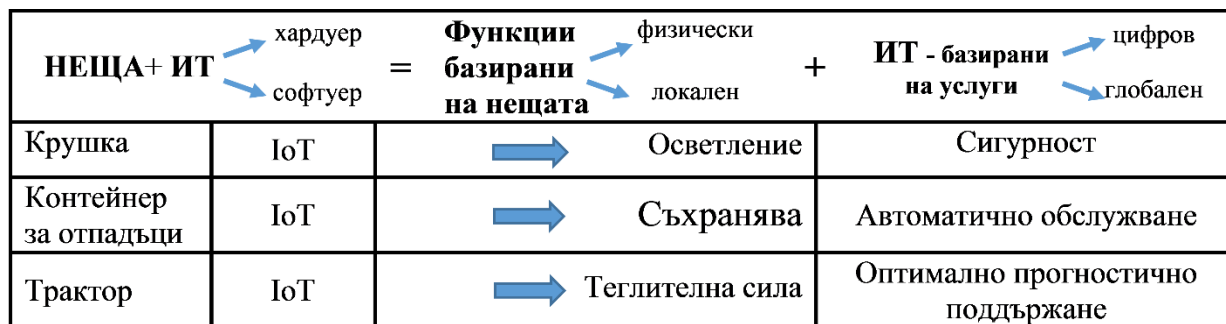 НЕЩА+ ИТ
хардуер
софтуер
=
Функции
базирани
на нещата
физически
локален
+
ИТ - базирани
на услуги
цифров
глобален
Крушка IoT Осветление Сигурност
Контейнер
за отпадъци
IoT Съхранява Автоматично обслужване
Трактор IoT Теглителна сила Оптимално прогностично
поддържане